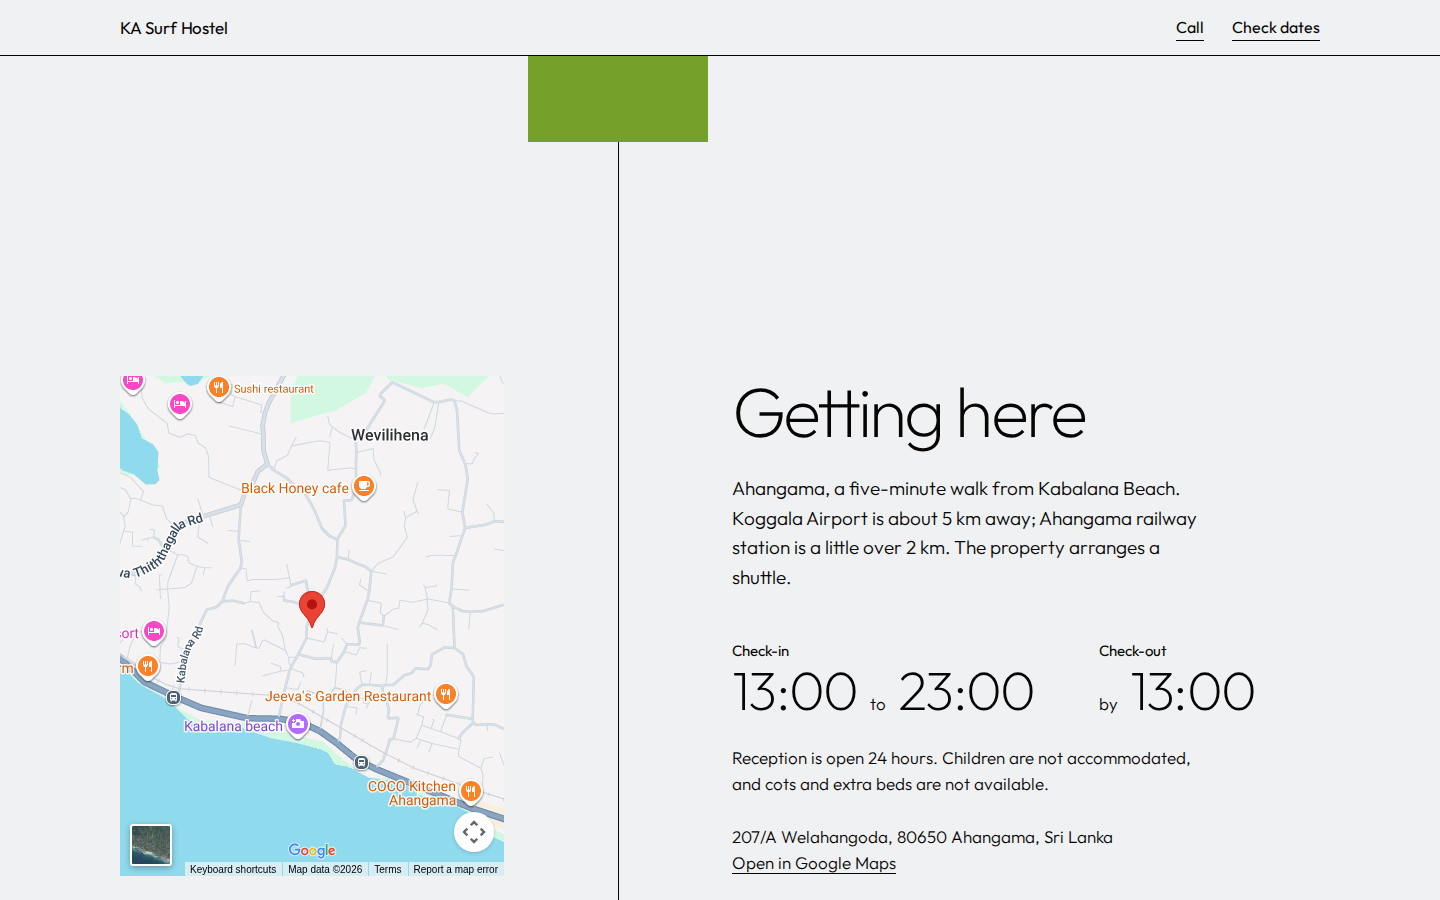 KA Surf Hostel
Call
Check dates
Sushi restaurant
Wevilihena
Black Honey cafe
va Thiththagalla Rd
sort
Kabalana Rd
rm
Jeeva's Garden Restaurant
Kabalana beach
COCO Kitchen
Ahangama
Google
Keyboard shortcuts
Map data ©2026
Terms
Report a map error
Getting here
Ahangama, a five-minute walk from Kabalana Beach.
Koggala Airport is about 5 km away; Ahangama railway
station is a little over 2 km. The property arranges a
shuttle.
Check-in
13:00 to 23:00
Check-out
by 13:00
Reception is open 24 hours. Children are not accommodated,
and cots and extra beds are not available.
207/A Welahangoda, 80650 Ahangama, Sri Lanka
Open in Google Maps